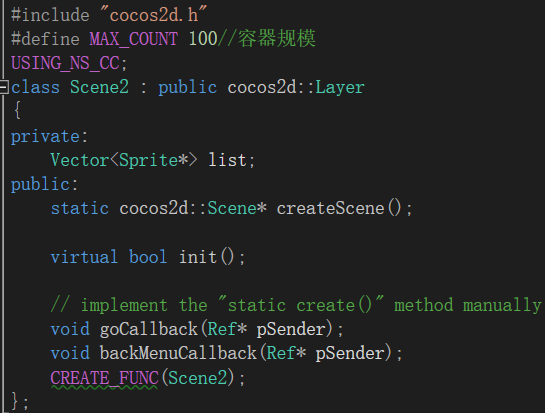 #include "cocos2d.h"
#define MAX_COUNT 100//容器规模
USING_NS_CC;
class Scene2 : public cocos2d::Layer
{
private:
    Vector<Sprite*> list;
public:
    static cocos2d::Scene* createScene();

    virtual bool init();

    // implement the "static create()" method manually
    void goCallback(Ref* pSender);
    void backMenuCallback(Ref* pSender);
    CREATE_FUNC(Scene2);
};